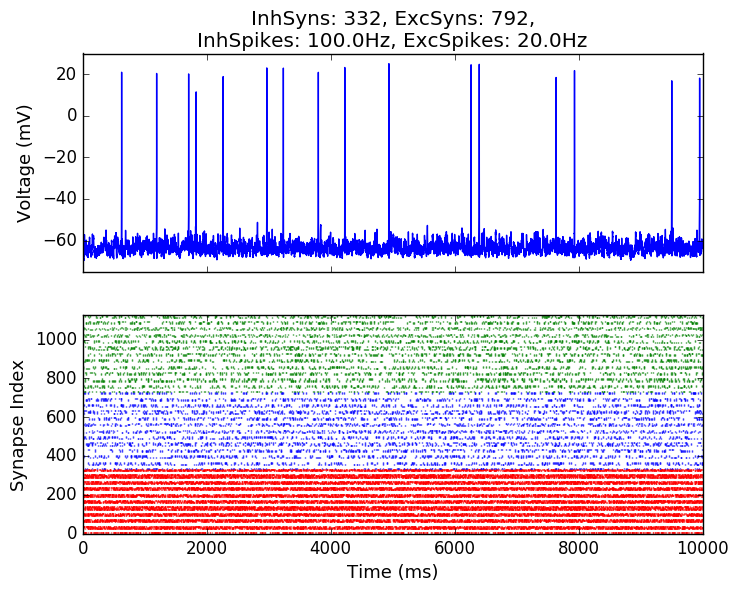 InhSyns: 332, ExcSyns: 792,
InhSpikes: 100.0Hz, ExcSpikes: 20.0Hz
20
0
−20
−40
−60
Voltage (mV)
1000
800
600
400
200
0
Synapse Index
0 2000 4000 6000 8000 10000
Time (ms)